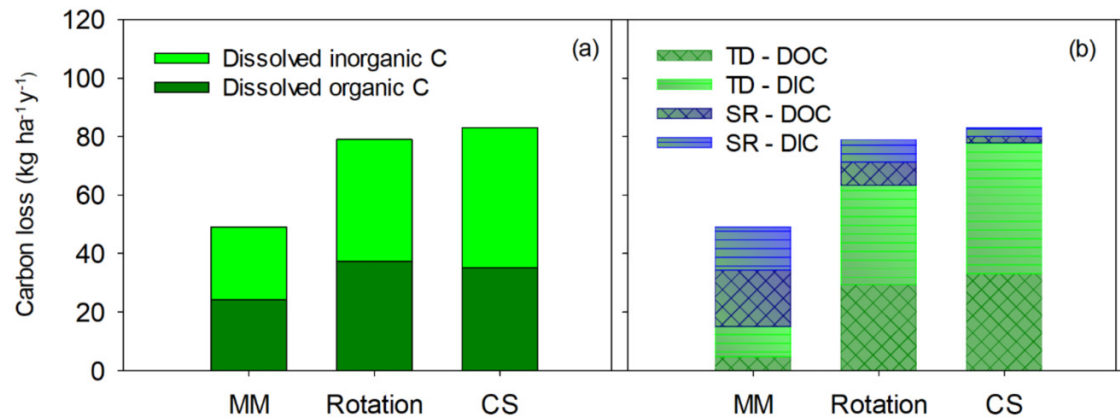 120
100
80
60
40
20
0
Carbon loss (kg ha⁻¹ y⁻¹)
Dissolved inorganic C
Dissolved organic C
(a)
MM Rotation CS
TD - DOC
TD - DIC
SR - DOC
SR - DIC
(b)
MM Rotation CS